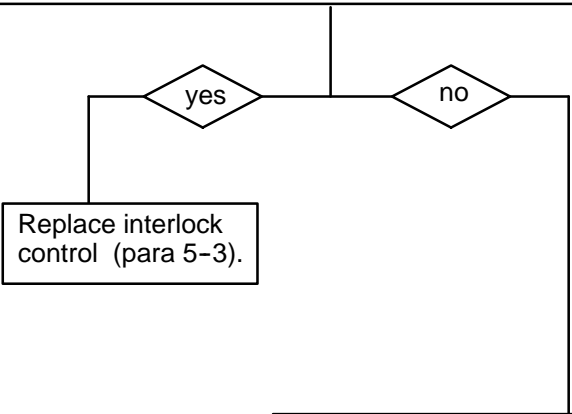 yes
no
Replace interlock
control (para 5-3).